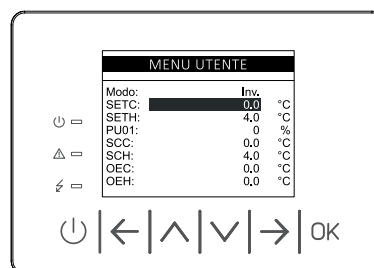 MENU UTENTE
Modo: Inv.
SETC: 0.0 °C
SETH: 4.0 °C
PU01: 0 %
SCC: 0.0 °C
SCH: 4.0 °C
OEC: 0.0 °C
OEH: 0.0 °C
OK